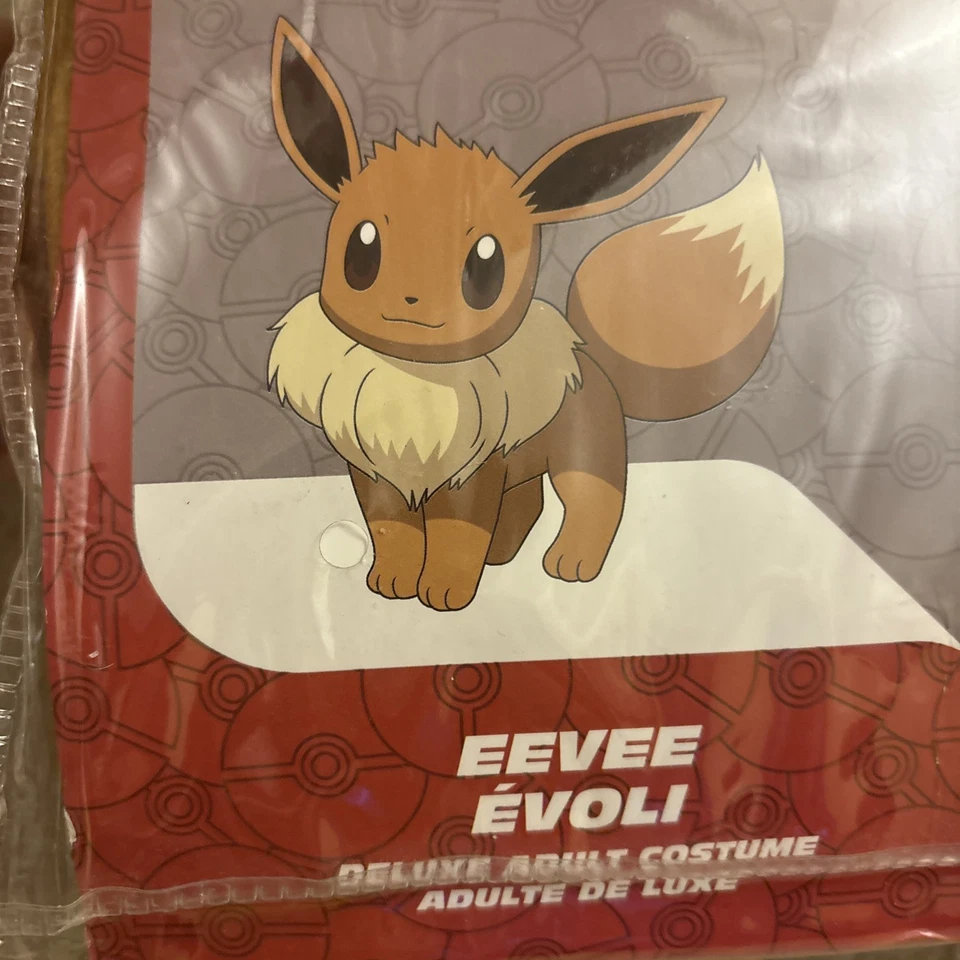 EEVEE
ÉVOLI
DELUXE ADULT COSTUME
ADULTE DE LUXE